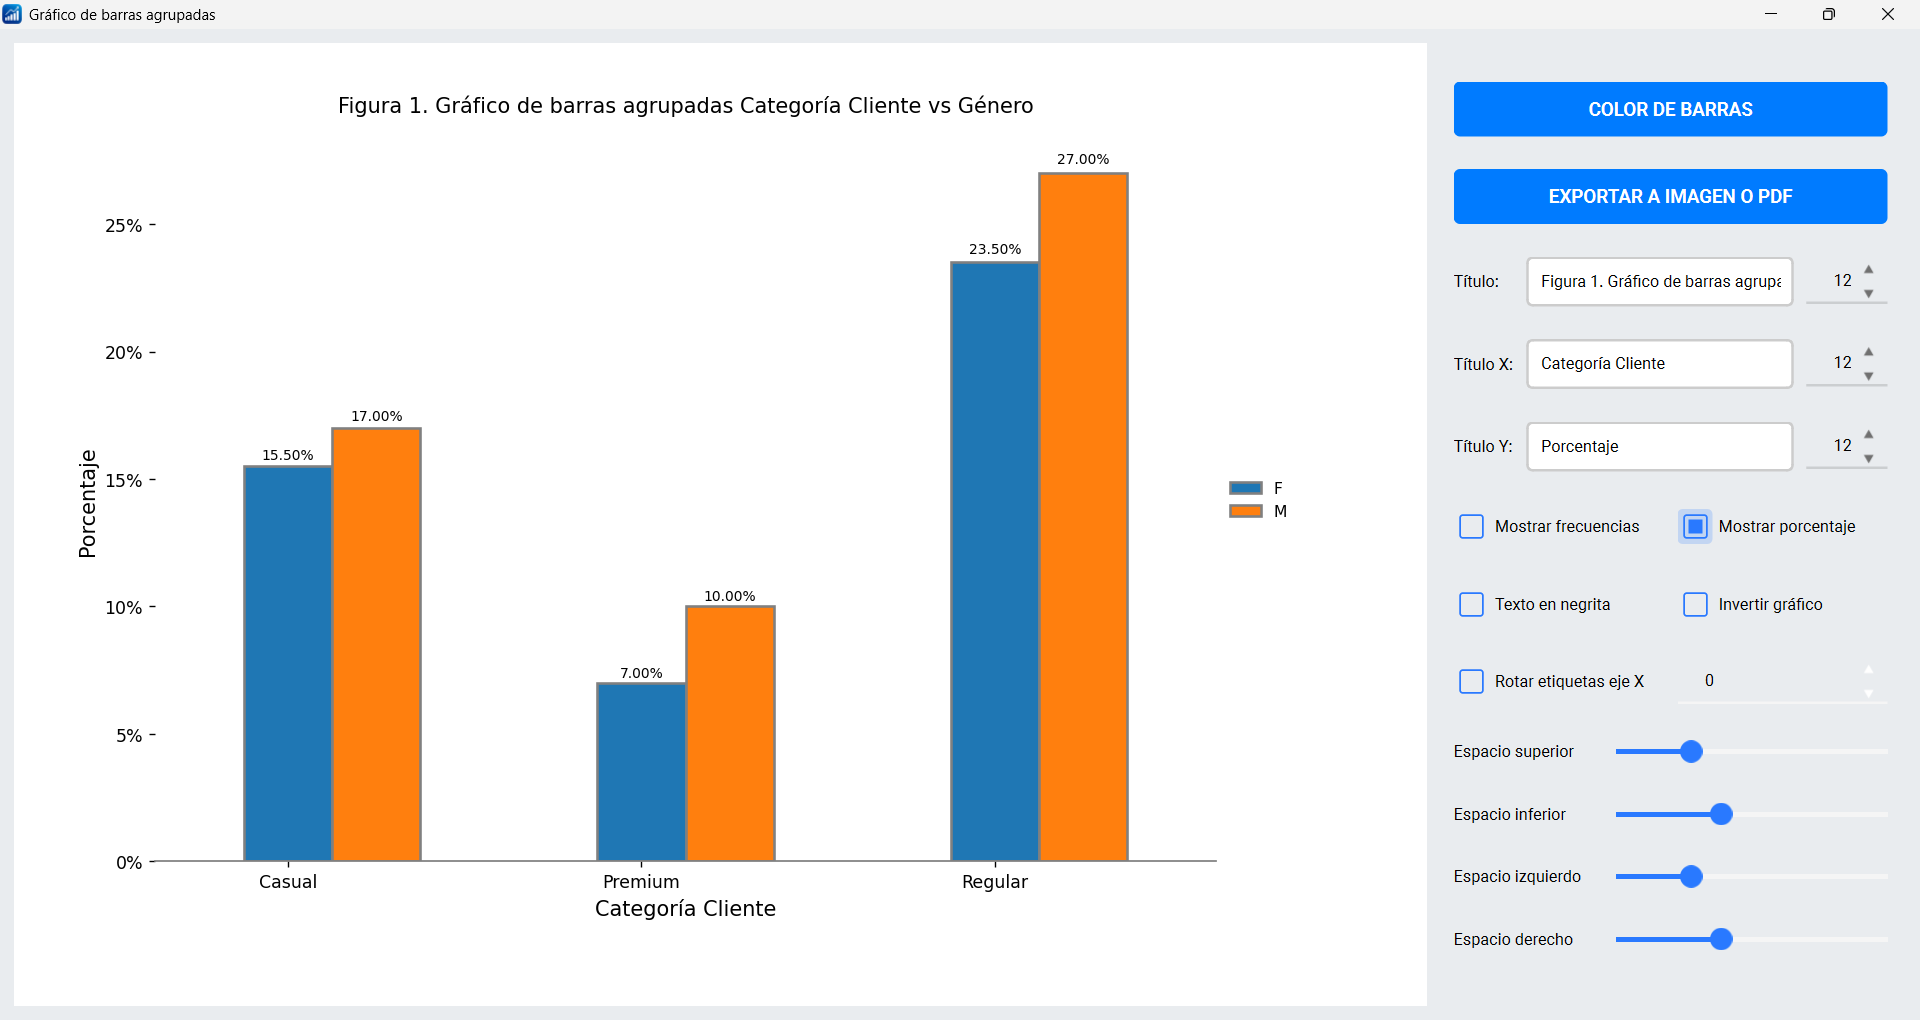 Gráfico de barras agrupadas
Figura 1. Gráfico de barras agrupadas Categoría Cliente vs Género
27.00%
25%
23.50%
20%
17.00%
15.50%
15%
Porcentaje
F
M
10.00%
10%
7.00%
5%
0%
Casual Premium Regular
Categoría Cliente
COLOR DE BARRAS
EXPORTAR A IMAGEN O PDF
Título: Figura 1. Gráfico de barras agrupa 12
Título X: Categoría Cliente 12
Título Y: Porcentaje 12
Mostrar frecuencias Mostrar porcentaje
Texto en negrita Invertir gráfico
Rotar etiquetas eje X 0
Espacio superior
Espacio inferior
Espacio izquierdo
Espacio derecho